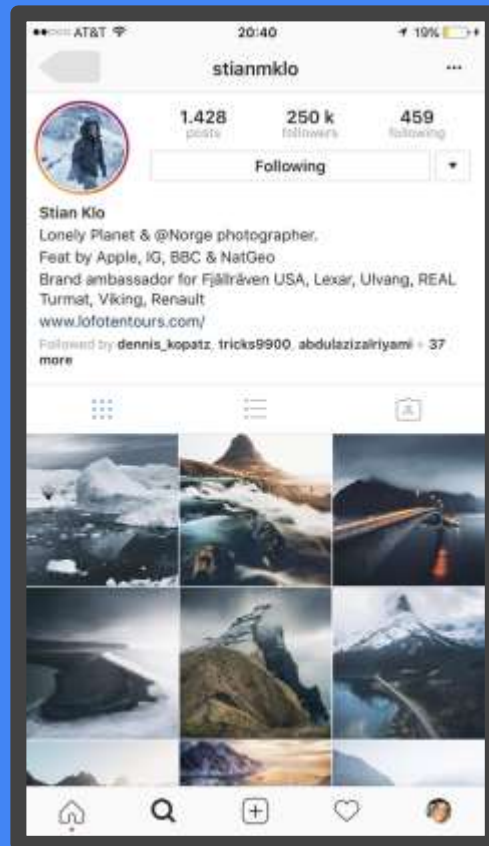 AT&T 20:40 19%
stianmklo
1.428 250 k 459
posts followers following
Following
Stian Klo
Lonely Planet & @Norge photographer.
Feat by Apple, IG, BBC & NatGeo
Brand ambassador for Fjällräven USA, Lexar, Ulvang, REAL
Turmat, Viking, Renault
www.lofotentours.com/
Followed by dennis_kopatz, tricks9900, abdulazizalriyami + 37
more